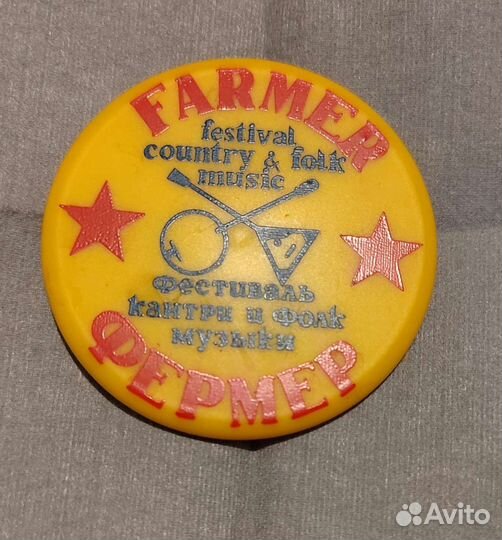 FARMER
festival
country & folk
music
фестиваль
кантри и фолк
музыки
ФЕРМЕР
Avito